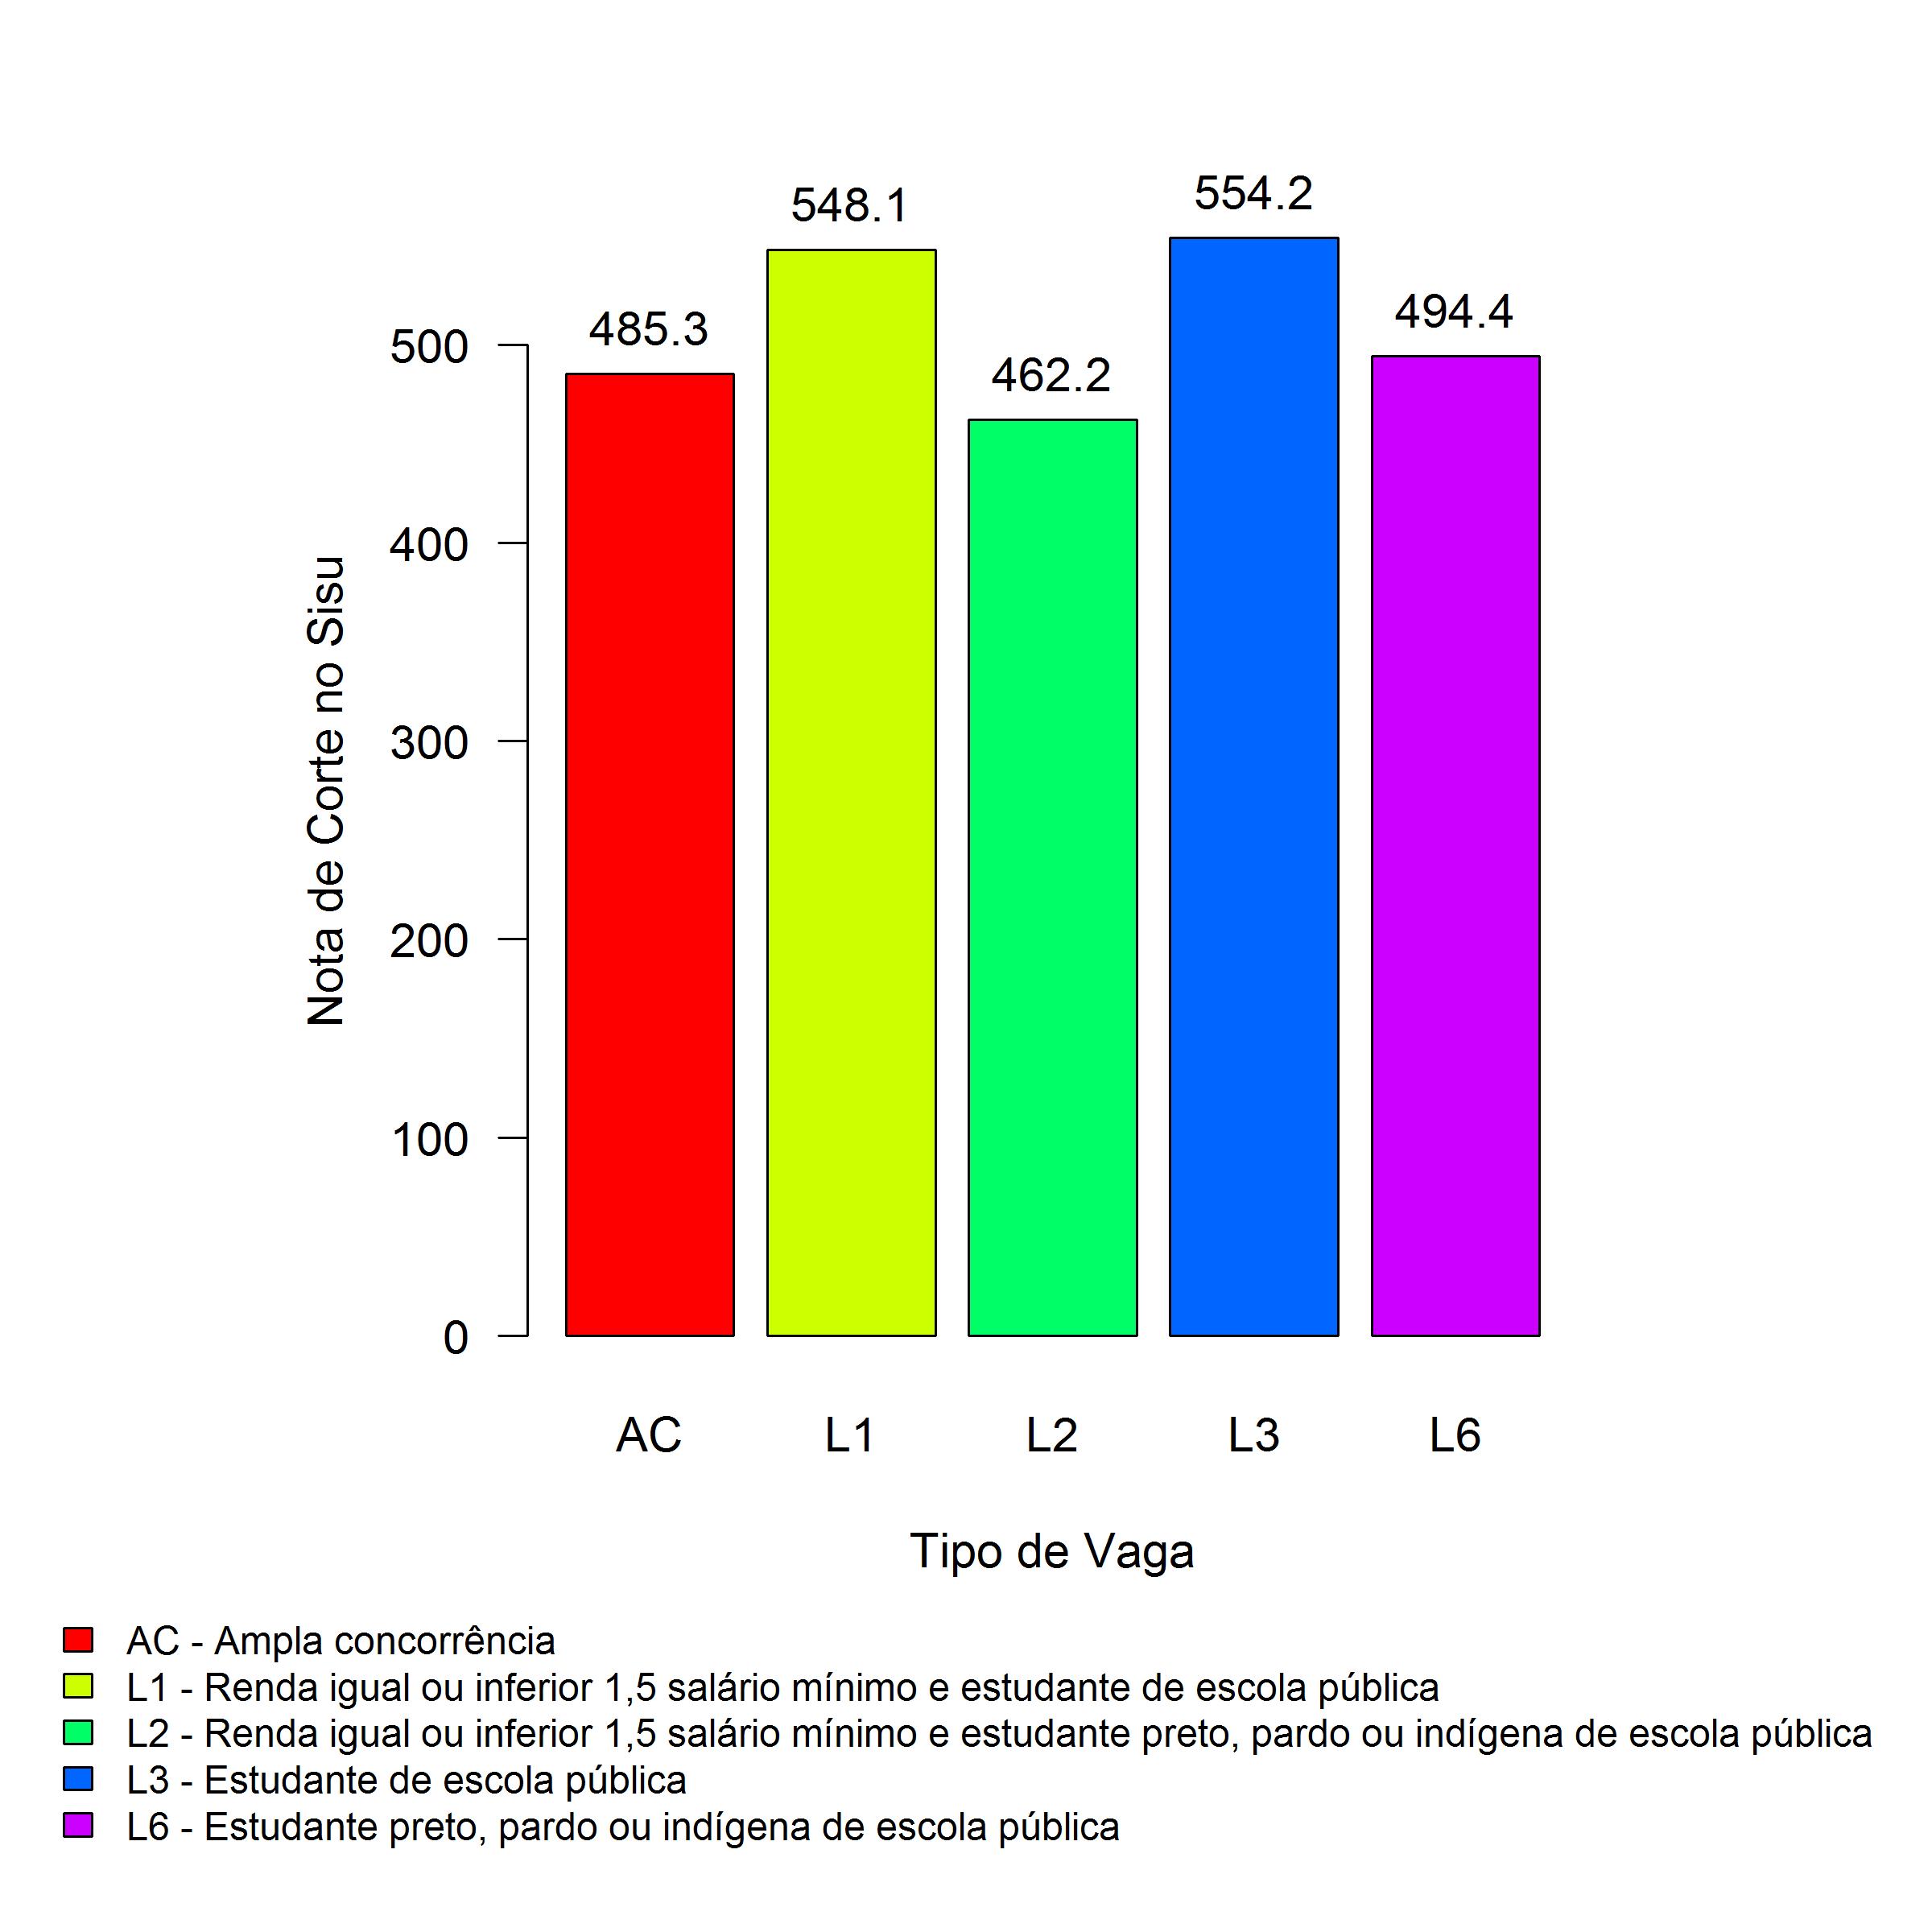 548.1
554.2
485.3
494.4
462.2
500
400
300
200
100
0
Nota de Corte no Sisu
AC L1 L2 L3 L6
Tipo de Vaga
AC - Ampla concorrência
L1 - Renda igual ou inferior 1,5 salário mínimo e estudante de escola pública
L2 - Renda igual ou inferior 1,5 salário mínimo e estudante preto, pardo ou indígena de escola pública
L3 - Estudante de escola pública
L6 - Estudante preto, pardo ou indígena de escola pública